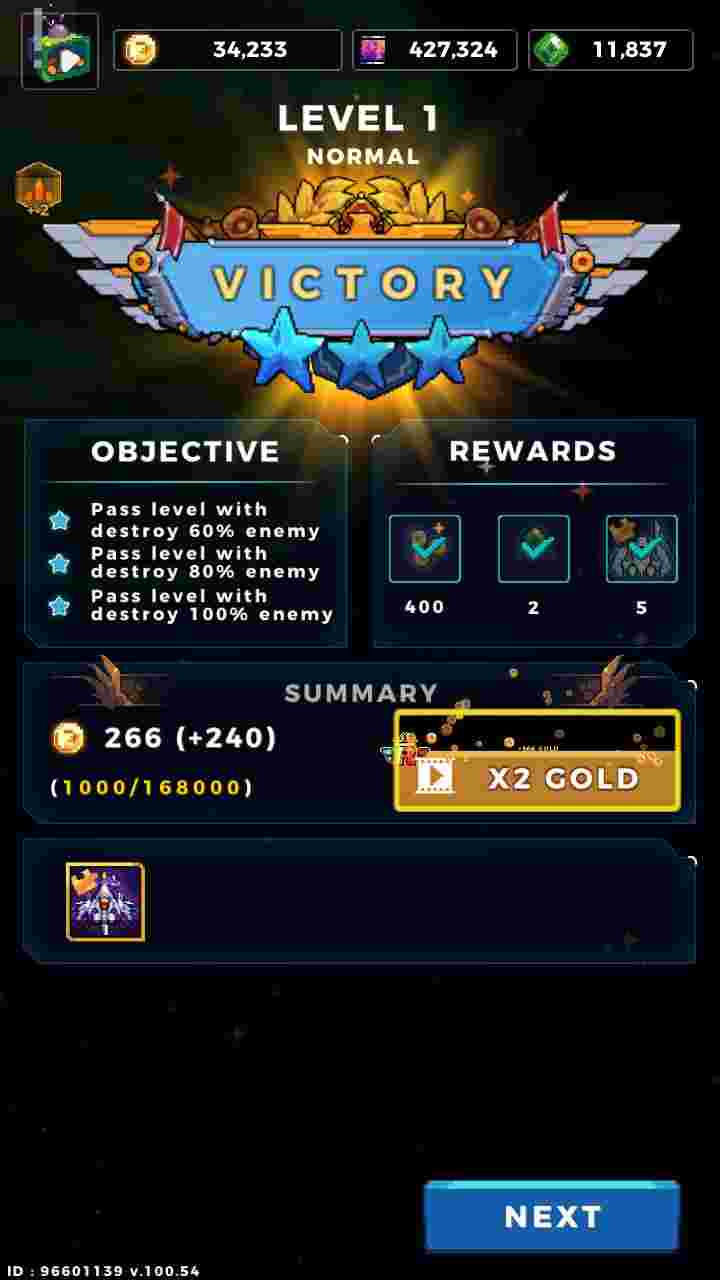 34,233
427,324
11,837
LEVEL 1
NORMAL
+2
VICTORY
OBJECTIVE
Pass level with
destroy 60% enemy
Pass level with
destroy 80% enemy
Pass level with
destroy 100% enemy
REWARDS
400
2
5
SUMMARY
266 (+240)
(1000/168000)
X2 GOLD
NEXT
ID : 96601139 v.100.54